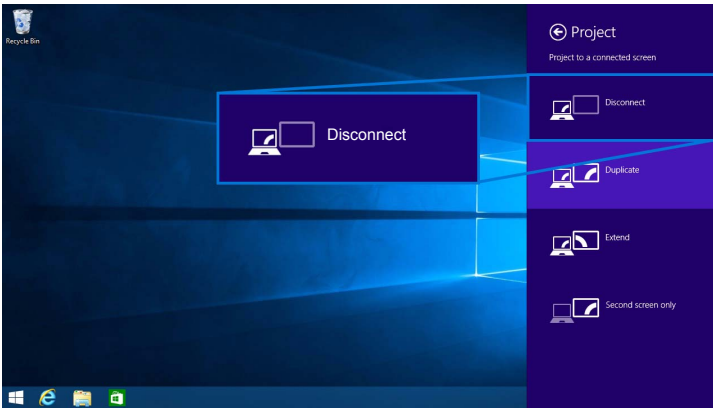 Recycle Bin
Project
Project to a connected screen
Disconnect
Disconnect
Duplicate
Extend
Second screen only